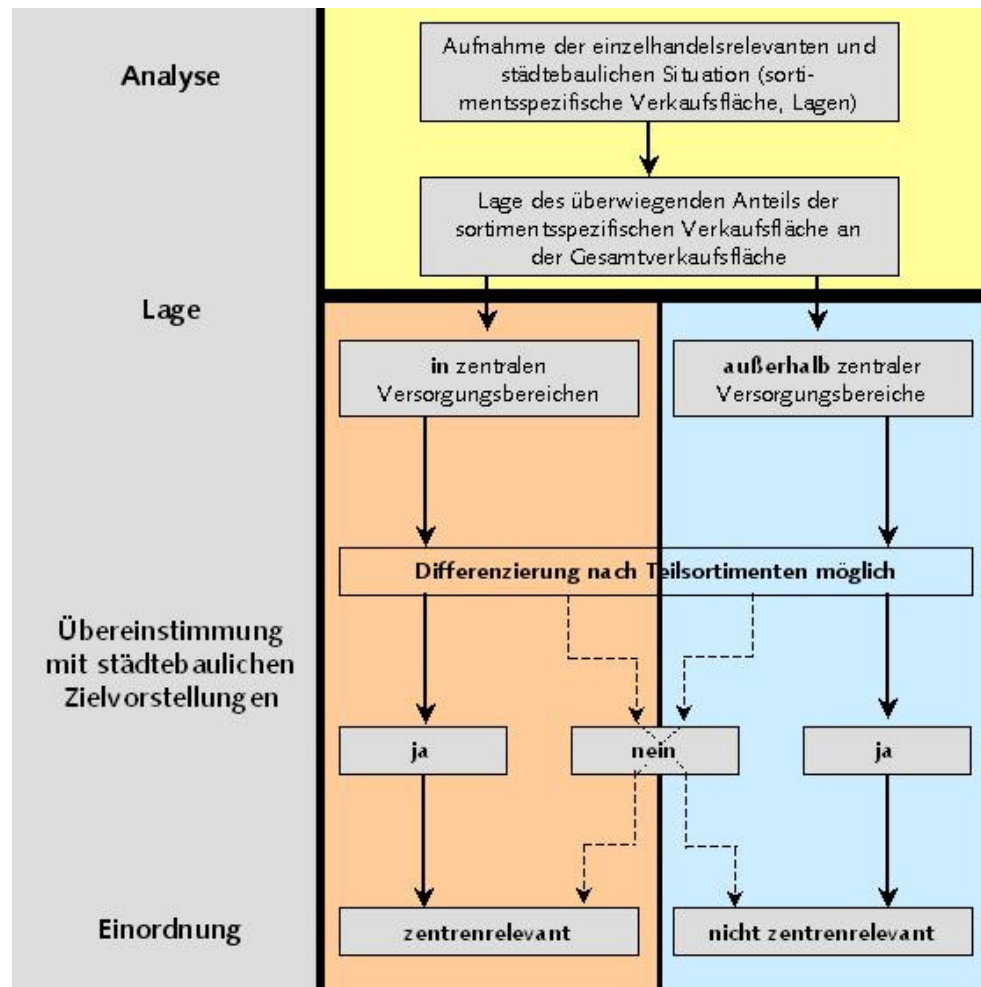 Analyse
Aufnahme der einzelhandelsrelevanten und
städtebaulichen Situation (sorti-
mentsspezifische Verkaufsfläche, Lagen)
Lage des überwiegenden Anteils der
sortimentsspezifischen Verkaufsfläche an
der Gesamtverkaufsfläche
Lage
in zentralen
Versorgungsbereichen
außerhalb zentraler
Versorgungsbereiche
Differenzierung nach Teilsortimenten möglich
Übereinstimmung
mit städtebaulichen
Zielvorstellungen
ja
nein
ja
Einordnung
zentrenrelevant
nicht zentrenrelevant